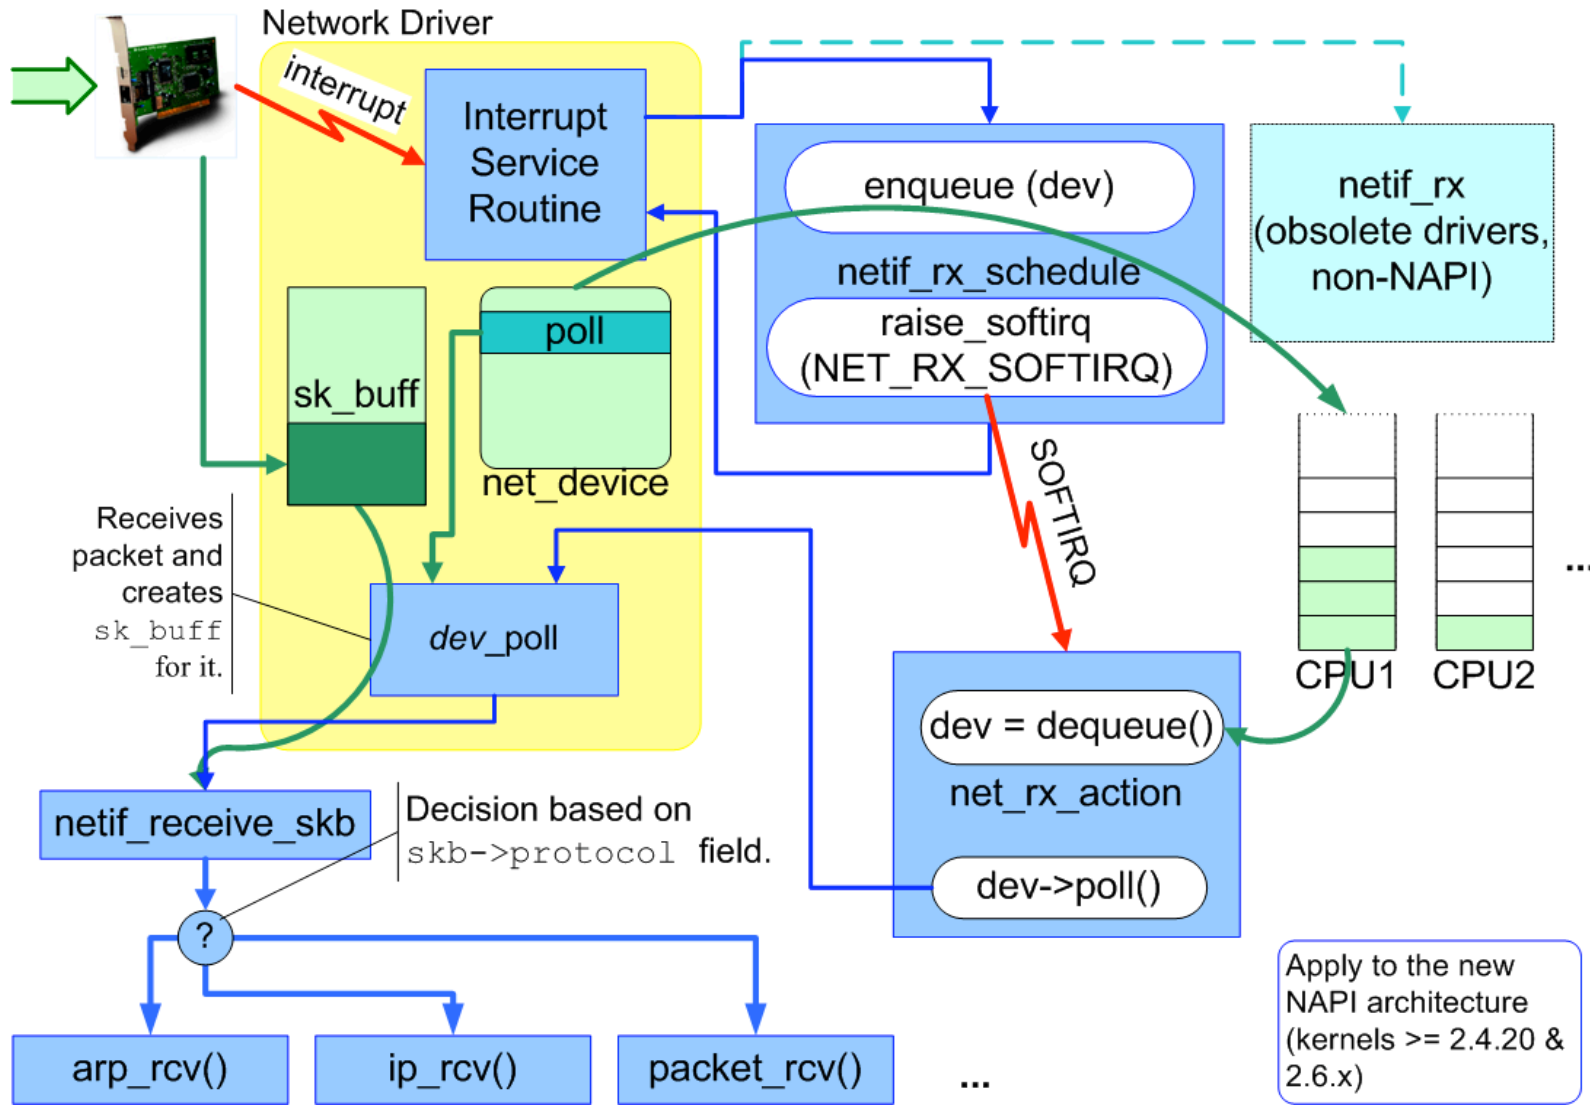 Network Driver
interrupt
Interrupt
Service
Routine
enqueue (dev)
netif_rx_schedule
raise_softirq
(NET_RX_SOFTIRQ)
netif_rx
(obsolete drivers,
non-NAPI)
sk_buff
poll
net_device
SOFTIRQ
CPU1
CPU2
...
Receives
packet and
creates
sk_buff
for it.
dev_poll
dev = dequeue()
net_rx_action
dev->poll()
netif_receive_skb
Decision based on
skb->protocol field.
?
arp_rcv()
ip_rcv()
packet_rcv()
...
Apply to the new
NAPI architecture
(kernels >= 2.4.20 &
2.6.x)